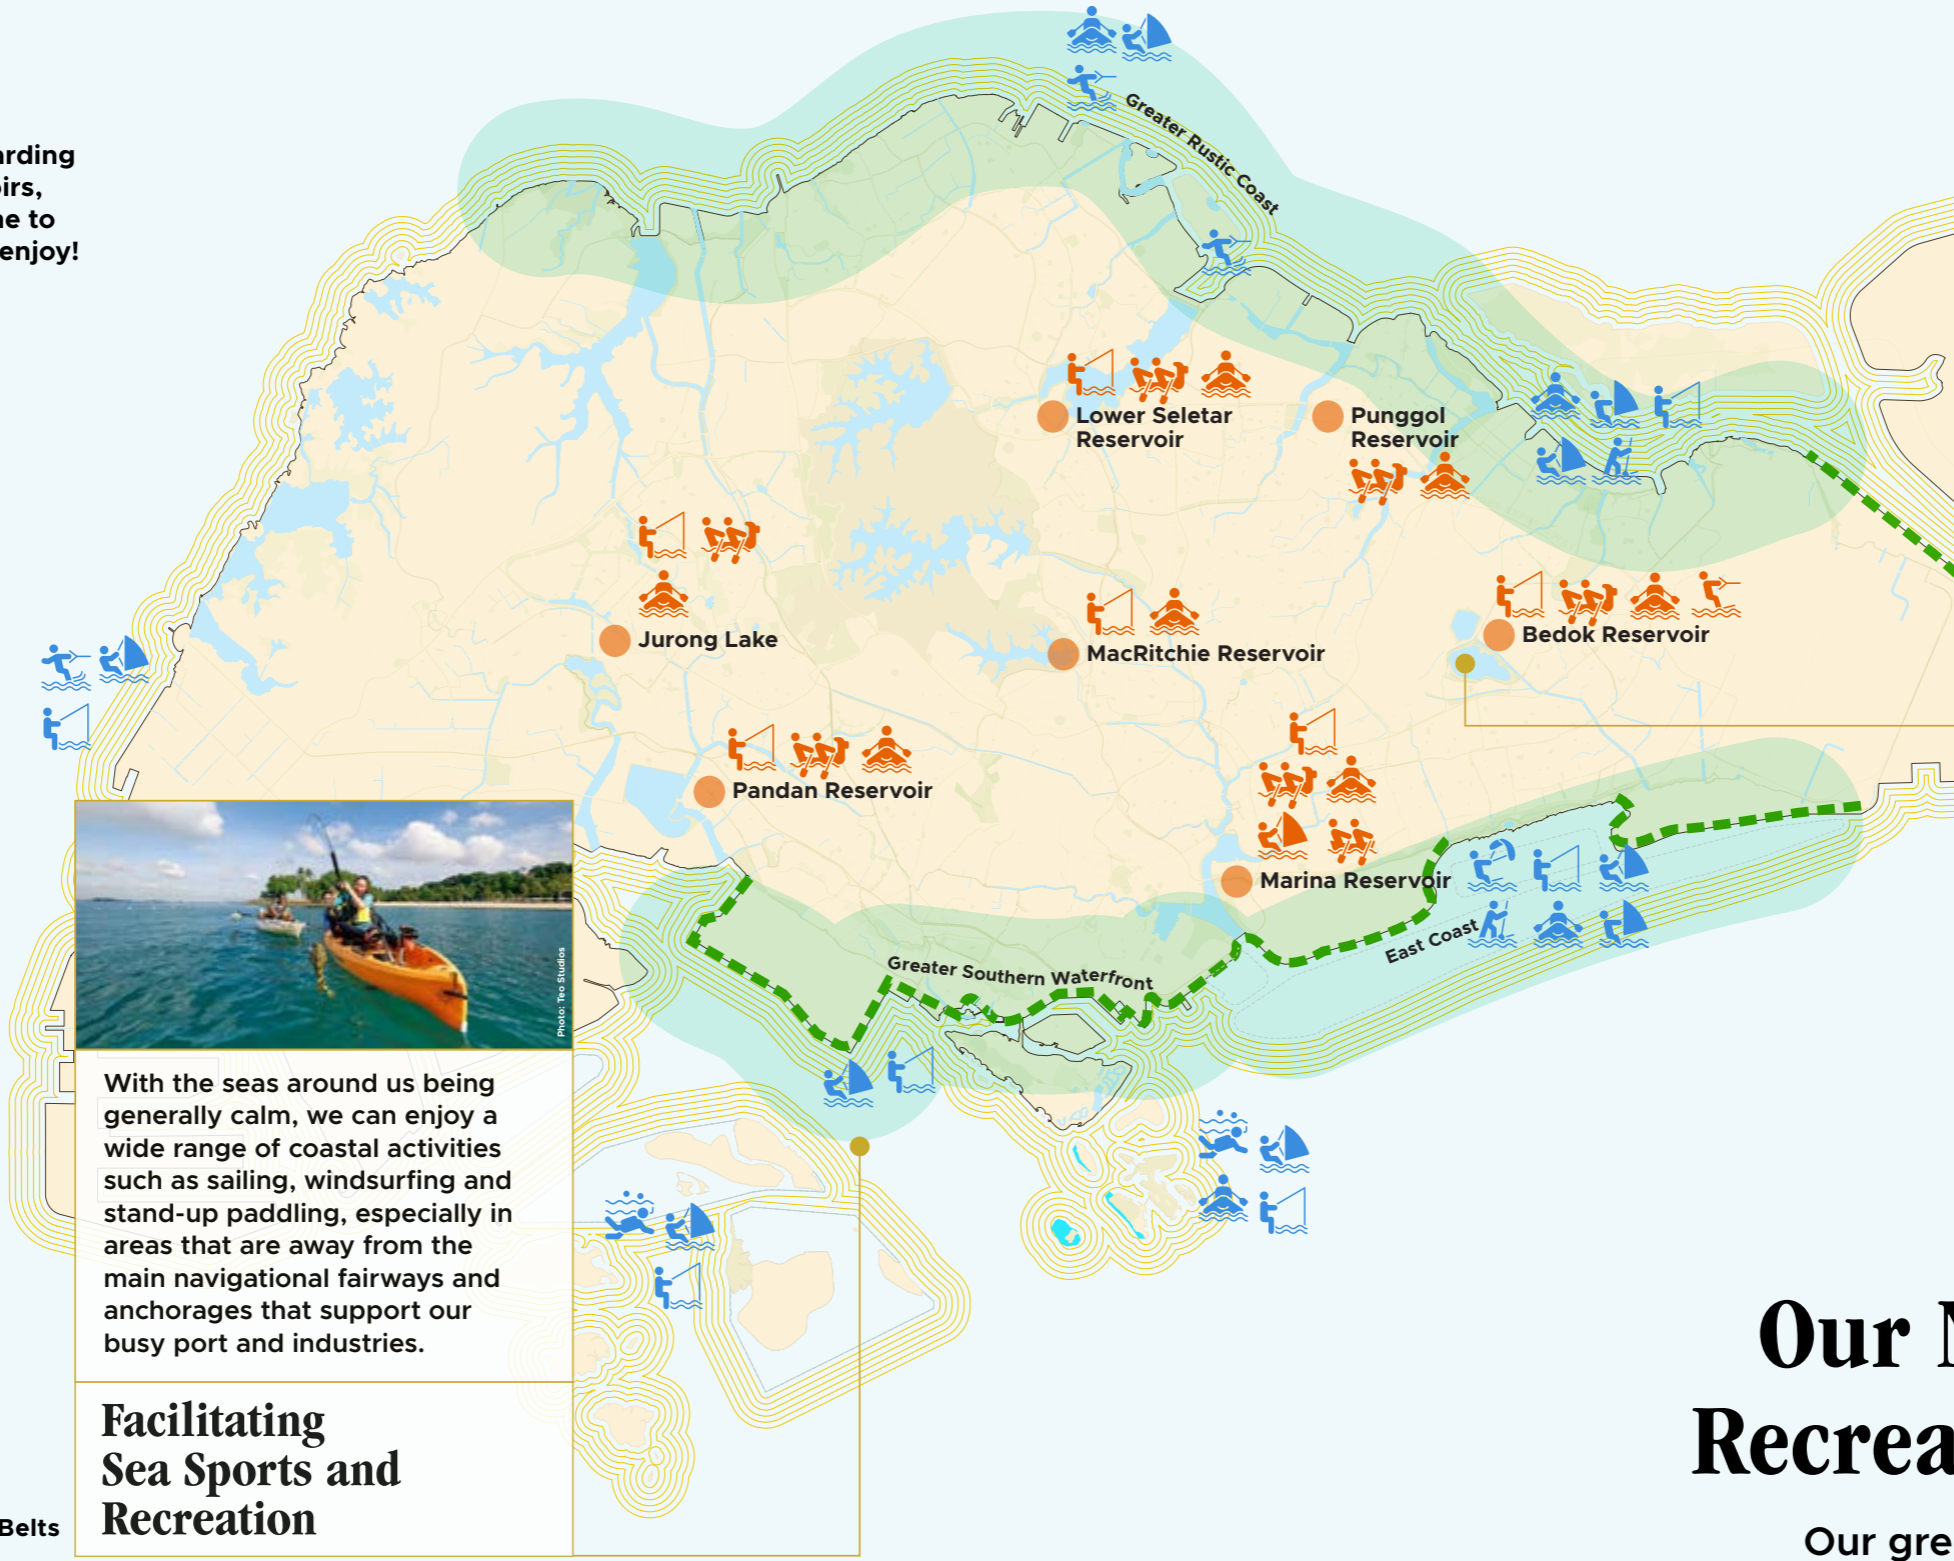 arding
oirs,
ne to
enjoy!
Greater Rustic Coast
Lower Seletar
Reservoir
Punggol
Reservoir
Jurong Lake
MacRitchie Reservoir
Bedok Reservoir
Pandan Reservoir
Marina Reservoir
East Coast
Greater Southern Waterfront
Photo: Teo Studios
With the seas around us being
generally calm, we can enjoy a
wide range of coastal activities
such as sailing, windsurfing and
stand-up paddling, especially in
areas that are away from the
main navigational fairways and
anchorages that support our
busy port and industries.
Facilitating
Sea Sports and
Recreation
Belts
Our
Recrea
Our gre